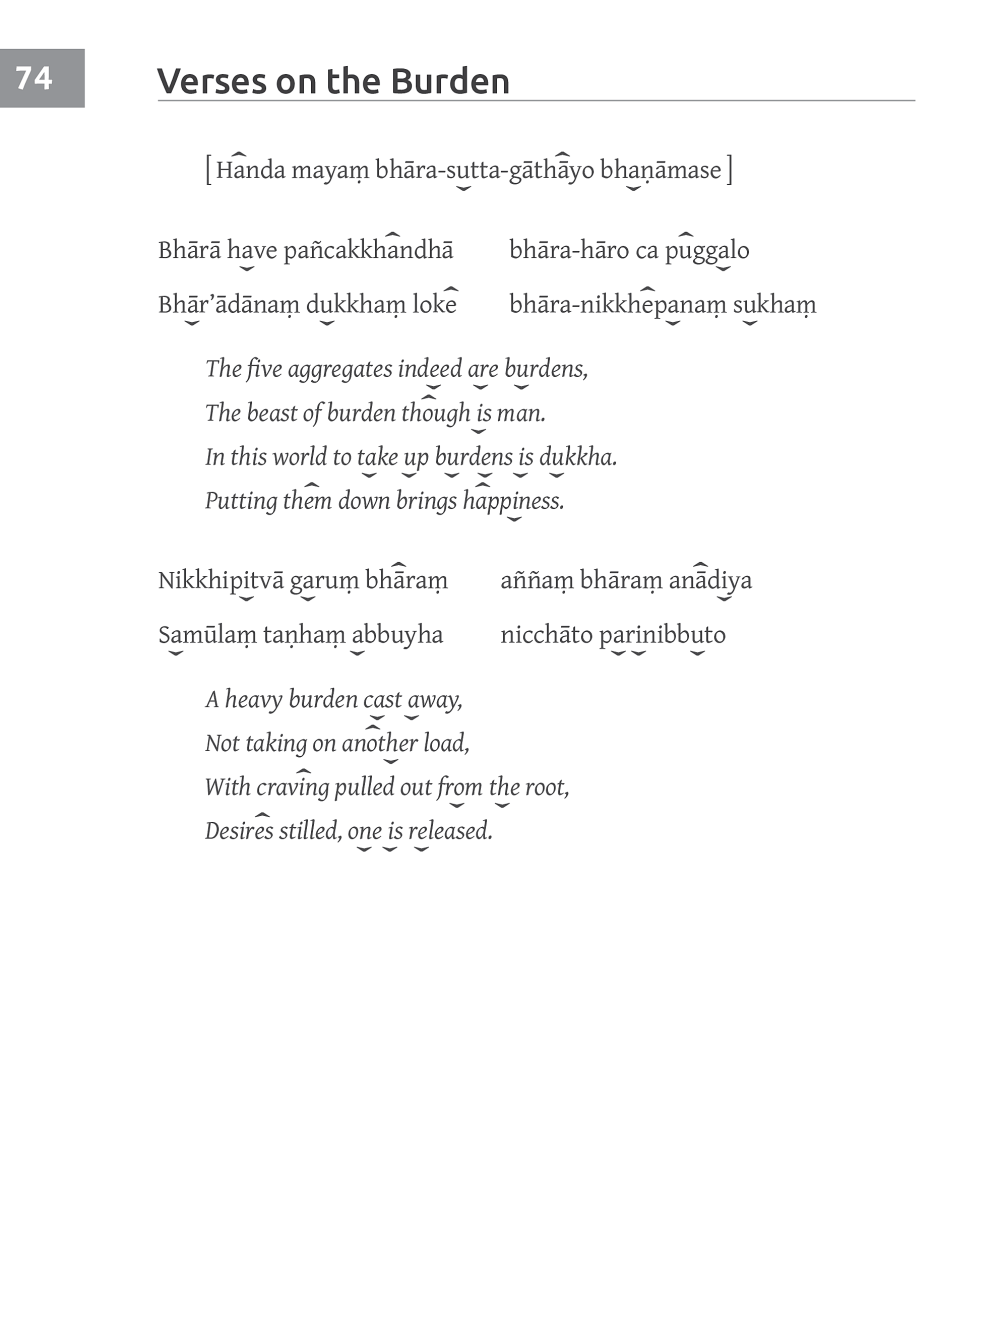 74
Verses on the Burden
[ Handa mayaṃ bhāra-sutta-gāthāyo bhaṇāmase ]
Bhārā have pañcakkhandhā bhāra-hāro ca puggalo
Bhār’ādānaṃ dukkhaṃ loke bhāra-nikkhepanaṃ sukhaṃ
The five aggregates indeed are burdens,
The beast of burden though is man.
In this world to take up burdens is dukkha.
Putting them down brings happiness.
Nikkhipitvā garuṃ bhāraṃ aññaṃ bhāraṃ anādiya
Samūlaṃ taṇhaṃ abbuyha nicchāto parinibbuto
A heavy burden cast away,
Not taking on another load,
With craving pulled out from the root,
Desires stilled, one is released.